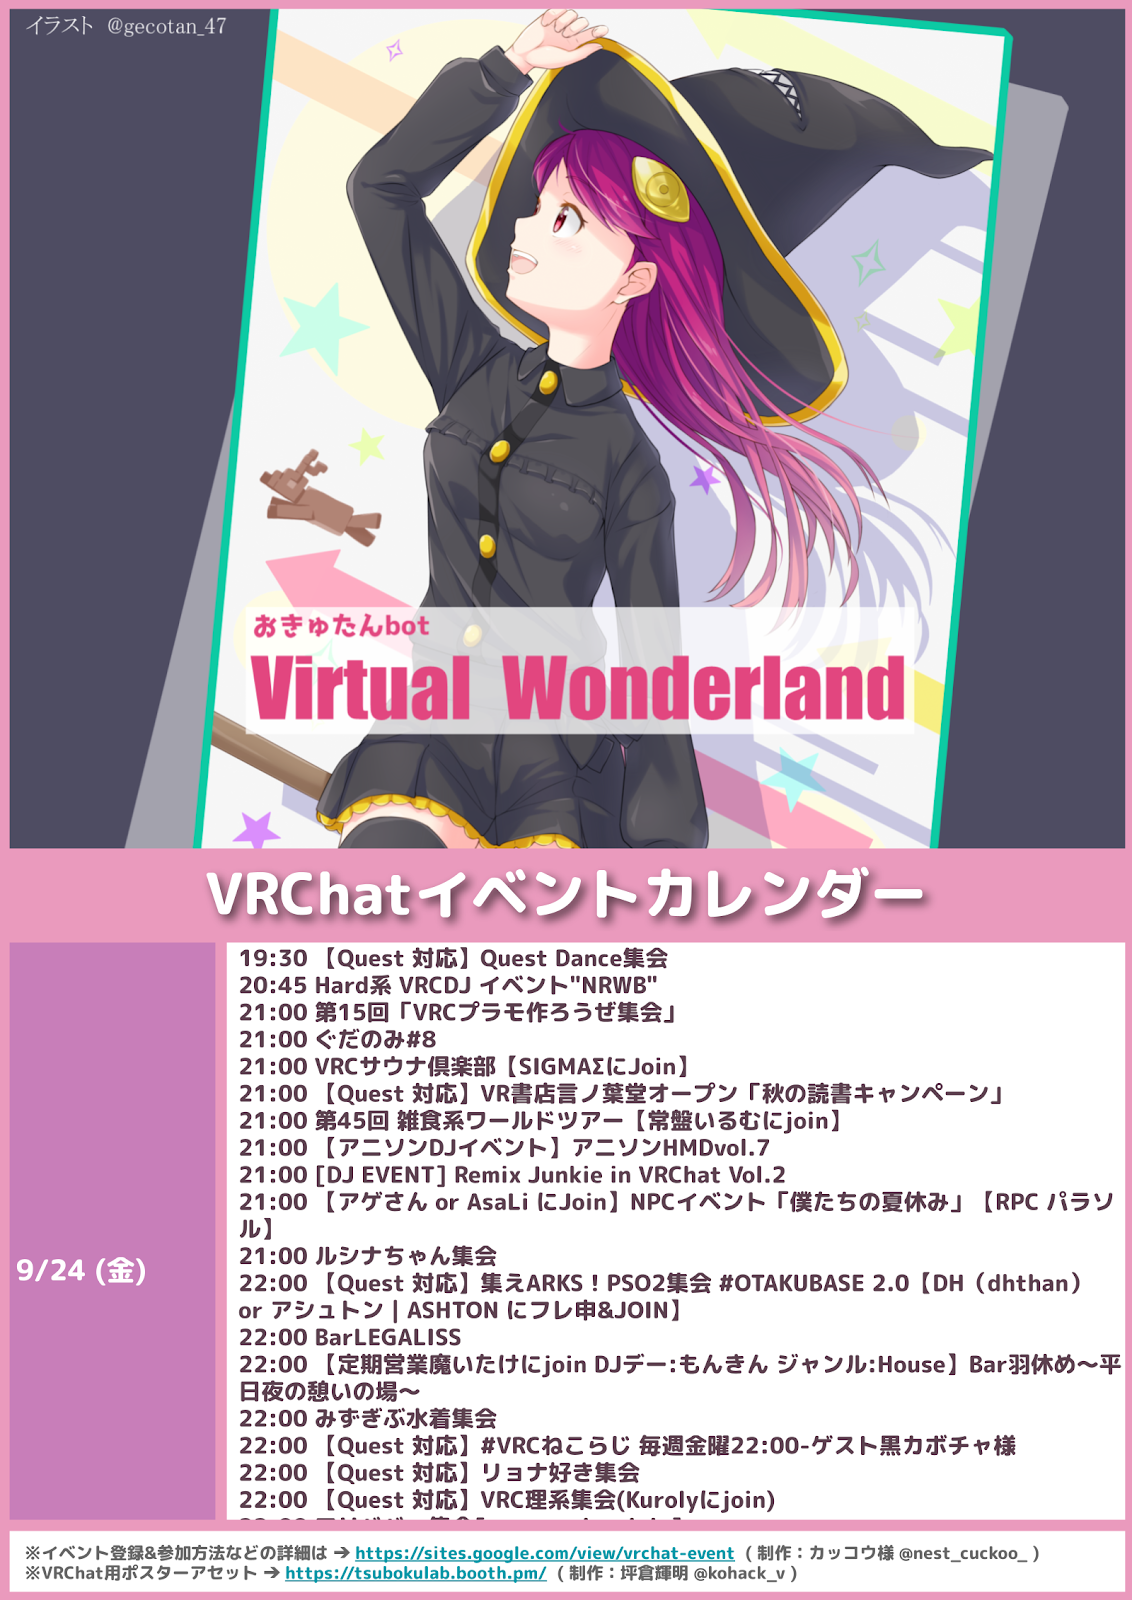 イラスト @gecotan_47
おきゅたんbot
Virtual Wonderland
VRChatイベントカレンダー
9/24 (金)
19:30 【Quest 対応】Quest Dance集会
20:45 Hard系 VRCDJ イベント"NRWB"
21:00 第15回「VRCプラモ作ろうぜ集会」
21:00 ぐだのみ#8
21:00 VRCサウナ倶楽部【SIGMAΣにJoin】
21:00 【Quest 対応】VR書店言ノ葉堂オープン「秋の読書キャンペーン」
21:00 第45回 雑食系ワールドツアー【常盤いるむにjoin】
21:00 【アニソンDJイベント】アニソンHMDvol.7
21:00 [DJ EVENT] Remix Junkie in VRChat Vol.2
21:00 【アゲさん or AsaLi にJoin】NPCイベント「僕たちの夏休み」【RPC パラソ
ル】
21:00 ルシナちゃん集会
22:00 【Quest 対応】集えARKS！PSO2集会 #OTAKUBASE 2.0【DH（dhthan）
or アシュトン | ASHTON にフレ申&JOIN】
22:00 BarLEGALISS
22:00 【定期営業魔いたけにjoin DJデー:もんきん ジャンル:House】Bar羽休め〜平
日夜の憩いの場〜
22:00 みずぎぶ水着集会
22:00 【Quest 対応】#VRCねこらじ 毎週金曜22:00-ゲスト黒カボチャ様
22:00 【Quest 対応】リョナ好き集会
22:00 【Quest 対応】VRC理系集会(Kurolyにjoin)
※イベント登録&参加方法などの詳細は → https://sites.google.com/view/vrchat-event （ 制作：カッコウ様 @nest_cuckoo_ ）
※VRChat用ポスターアセット → https://tsubokulab.booth.pm/ （ 制作：坪倉輝明 @kohack_v ）